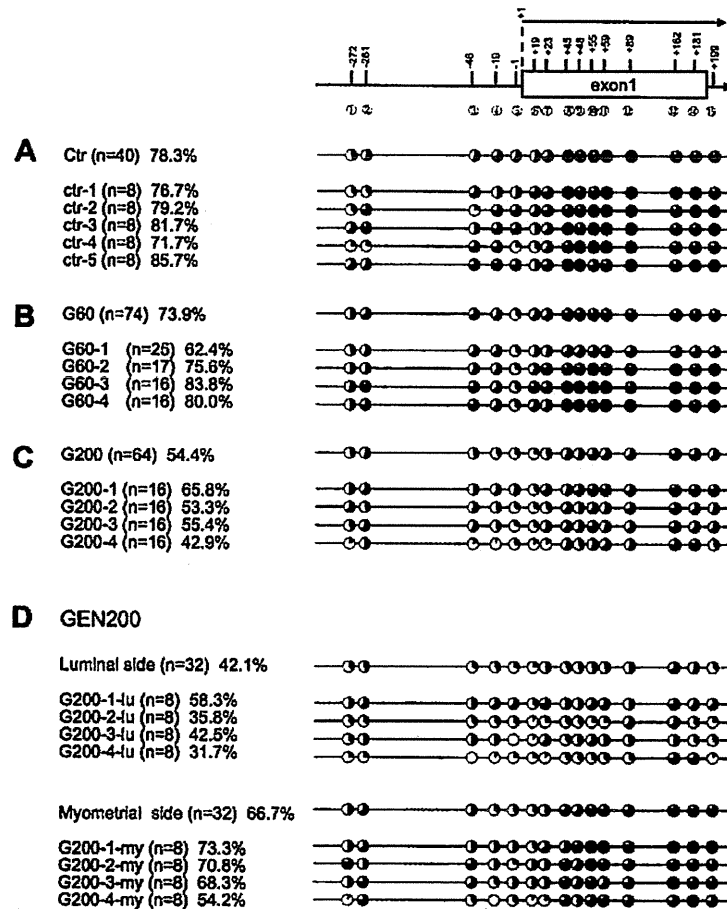 +1
-272 -261 -46 -19 -1 +19 +23 +45 +48 +55 +59 +89 +162 +181 +199
exon1
A Ctr (n=40) 78.3%
ctr-1 (n=8) 76.7%
ctr-2 (n=8) 79.2%
ctr-3 (n=8) 81.7%
ctr-4 (n=8) 71.7%
ctr-5 (n=8) 85.7%
B G60 (n=74) 73.9%
G60-1 (n=25) 62.4%
G60-2 (n=17) 75.6%
G60-3 (n=16) 83.8%
G60-4 (n=16) 80.0%
C G200 (n=64) 54.4%
G200-1 (n=16) 65.8%
G200-2 (n=16) 53.3%
G200-3 (n=16) 55.4%
G200-4 (n=16) 42.9%
D GEN200
Luminal side (n=32) 42.1%
G200-1-lu (n=8) 58.3%
G200-2-lu (n=8) 35.8%
G200-3-lu (n=8) 42.5%
G200-4-lu (n=8) 31.7%
Myometrial side (n=32) 66.7%
G200-1-my (n=8) 73.3%
G200-2-my (n=8) 70.8%
G200-3-my (n=8) 68.3%
G200-4-my (n=8) 54.2%